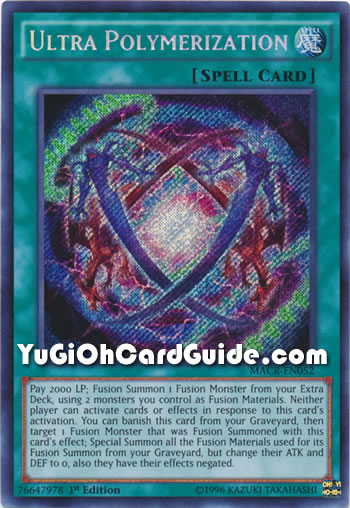 ULTRA POLYMERIZATION 魔
[SPELL CARD]
YuGiOhCardGuide.com
MACR-EN052
Pay 2000 LP; Fusion Summon 1 Fusion Monster from your Extra
Deck, using 2 monsters you control as Fusion Materials. Neither
player can activate cards or effects in response to this card's
activation. You can banish this card from your Graveyard, then
target 1 Fusion Monster that was Fusion Summoned with this
card's effect; Special Summon all the Fusion Materials used for its
Fusion Summon from your Graveyard, but change their ATK and
DEF to 0, also they have their effects negated.
76647978 1st Edition ©1996 KAZUKI TAKAHASHI